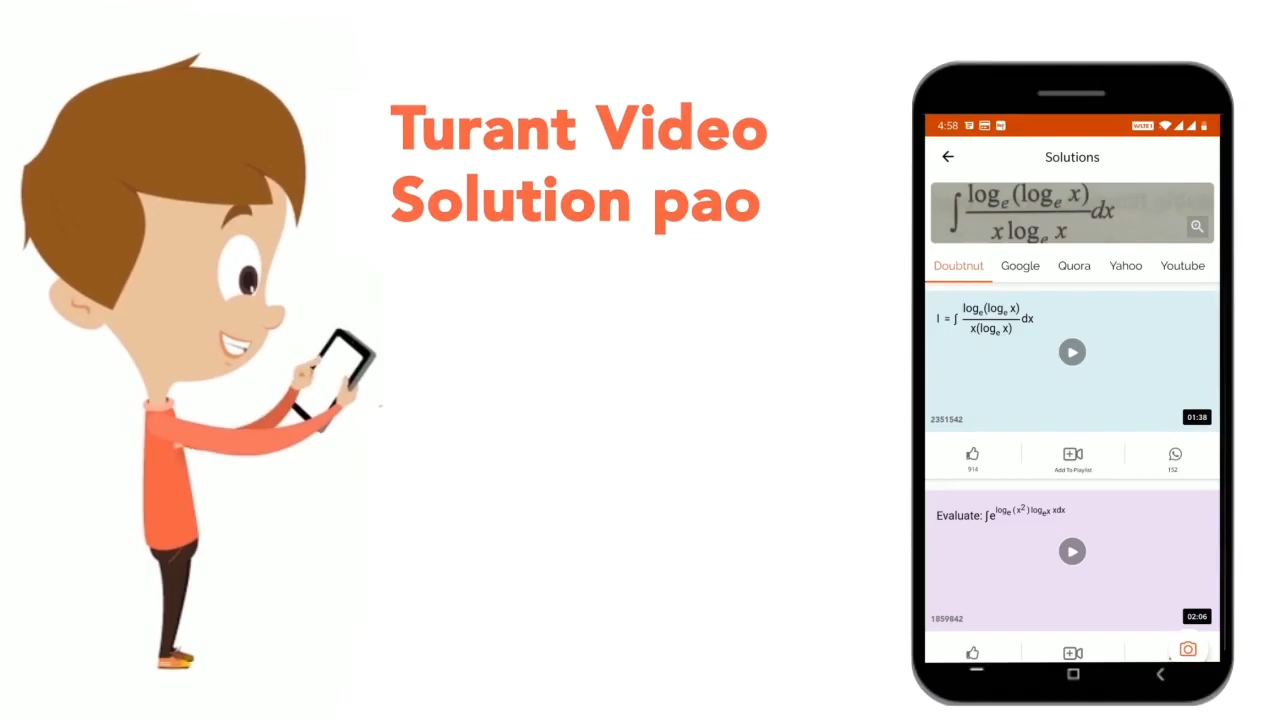 Turant Video
Solution pao
4:58
Solutions
∫ logₑ(logₑ x) / x logₑ x dx
Doubtnut Google Quora Yahoo Youtube
I = ∫ logₑ(logₑ x) / x(logₑ x) dx
2351542 01:38
914 Add To Playlist 152
Evaluate: ∫e^logₑ(x²)logₑx xdx
1859842 02:06